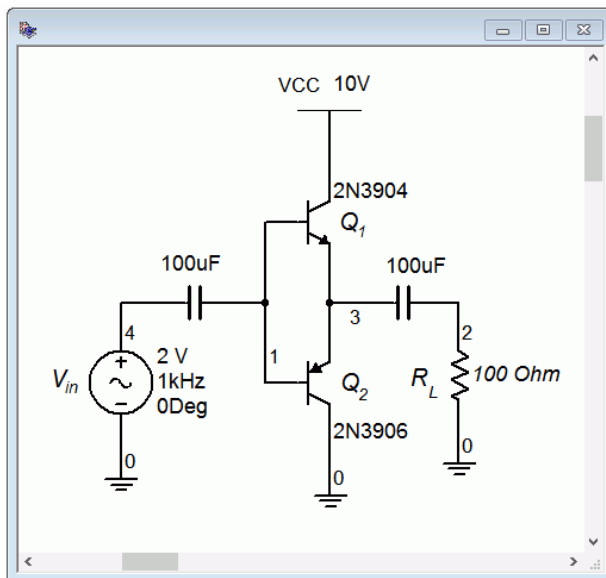 VCC 10V
2N3904
Q1
100uF
100uF
4
3
2
1
Vin
+
2 V
1kHz
0Deg
−
Q2
RL
100 Ohm
2N3906
0
0
0